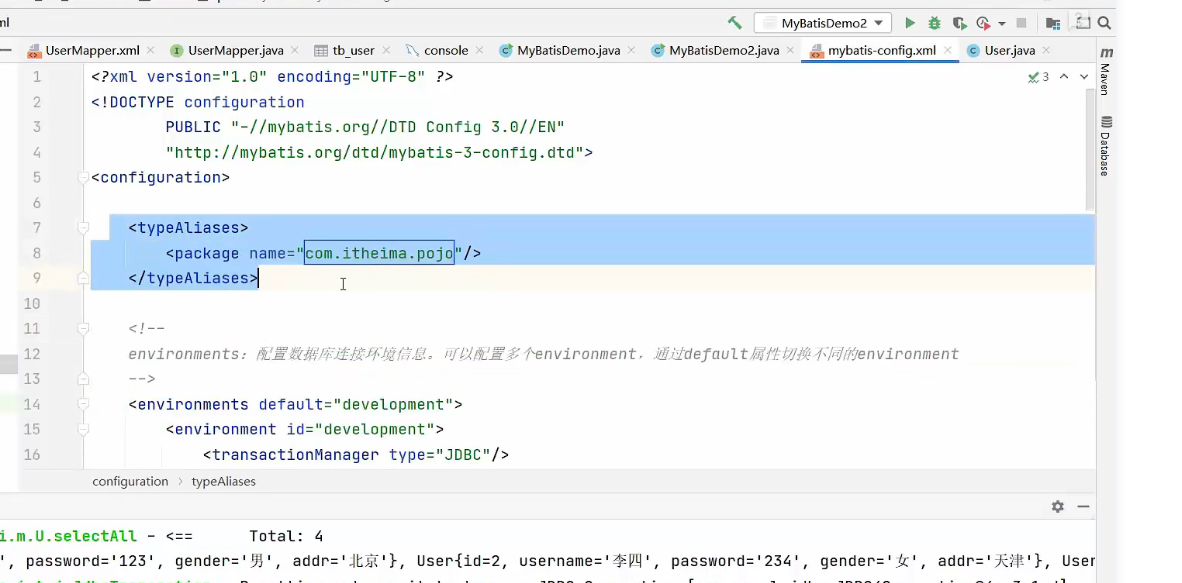 ml
MyBatisDemo2
UserMapper.xml
UserMapper.java
tb_user
console
MyBatisDemo.java
MyBatisDemo2.java
mybatis-config.xml
User.java
1 <?xml version="1.0" encoding="UTF-8" ?>
2 <!DOCTYPE configuration
3 PUBLIC "-//mybatis.org//DTD Config 3.0//EN"
4 "http://mybatis.org/dtd/mybatis-3-config.dtd">
5 <configuration>
6
7 <typeAliases>
8 <package name="com.itheima.pojo"/>
9 </typeAliases>
10
11 <!--
12 environments：配置数据库连接环境信息。可以配置多个environment，通过default属性切换不同的environment
13 -->
14 <environments default="development">
15 <environment id="development">
16 <transactionManager type="JDBC"/>
3
m
Maven
Database
configuration › typeAliases
i.m.U.selectAll - <== Total: 4
', password='123', gender='男', addr='北京'}, User{id=2, username='李四', password='234', gender='女', addr='天津'}, User